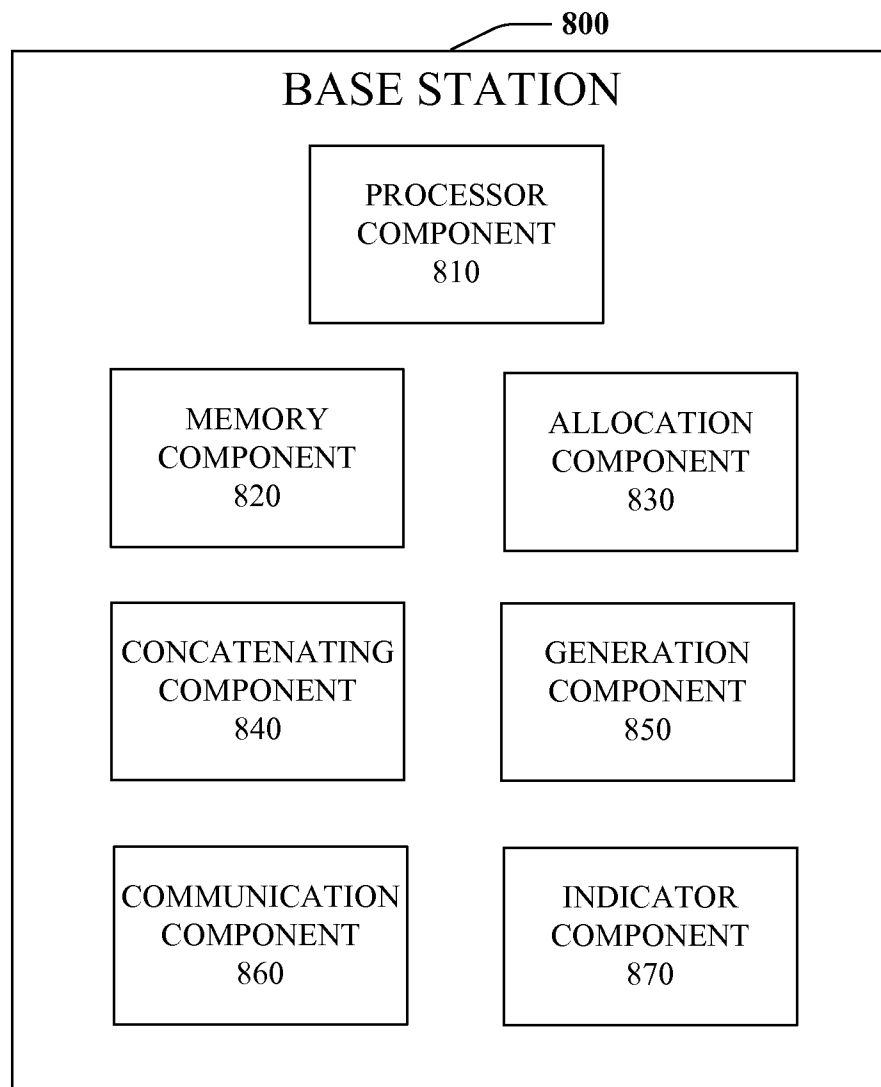 800
BASE STATION
PROCESSOR
COMPONENT
810
MEMORY
COMPONENT
820
ALLOCATION
COMPONENT
830
CONCATENATING
COMPONENT
840
GENERATION
COMPONENT
850
COMMUNICATION
COMPONENT
860
INDICATOR
COMPONENT
870